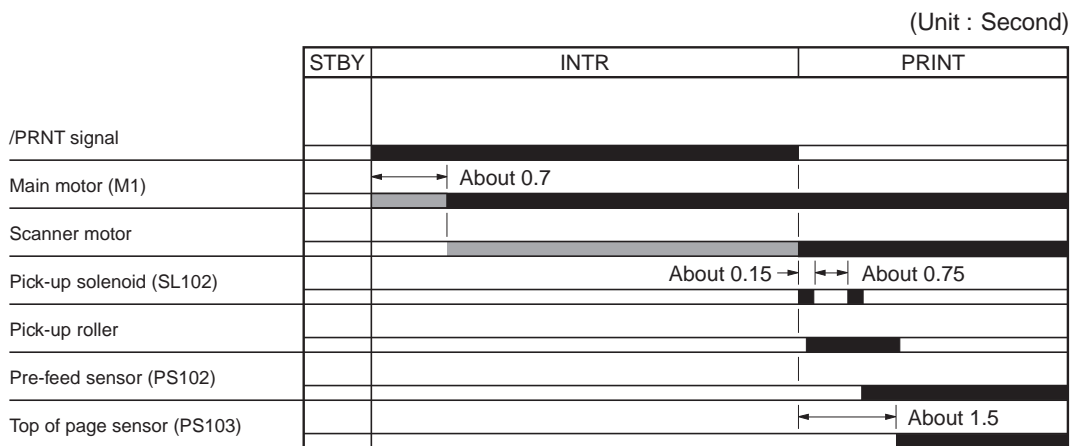 (Unit : Second)
STBY INTR PRINT
/PRNT signal
Main motor (M1) About 0.7
Scanner motor
Pick-up solenoid (SL102) About 0.15 About 0.75
Pick-up roller
Pre-feed sensor (PS102)
Top of page sensor (PS103) About 1.5